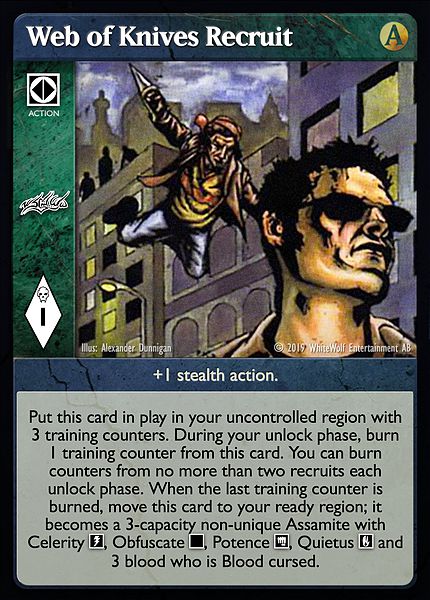 Web of Knives Recruit
A
ACTION
1
Illus: Alexander Dunnigan
© 2019 WhiteWolf Entertainment AB
+1 stealth action.
Put this card in play in your uncontrolled region with
3 training counters. During your unlock phase, burn
1 training counter from this card. You can burn
counters from no more than two recruits each
unlock phase. When the last training counter is
burned, move this card to your ready region; it
becomes a 3-capacity non-unique Assamite with
Celerity, Obfuscate, Potence, Quietus and
3 blood who is Blood cursed.